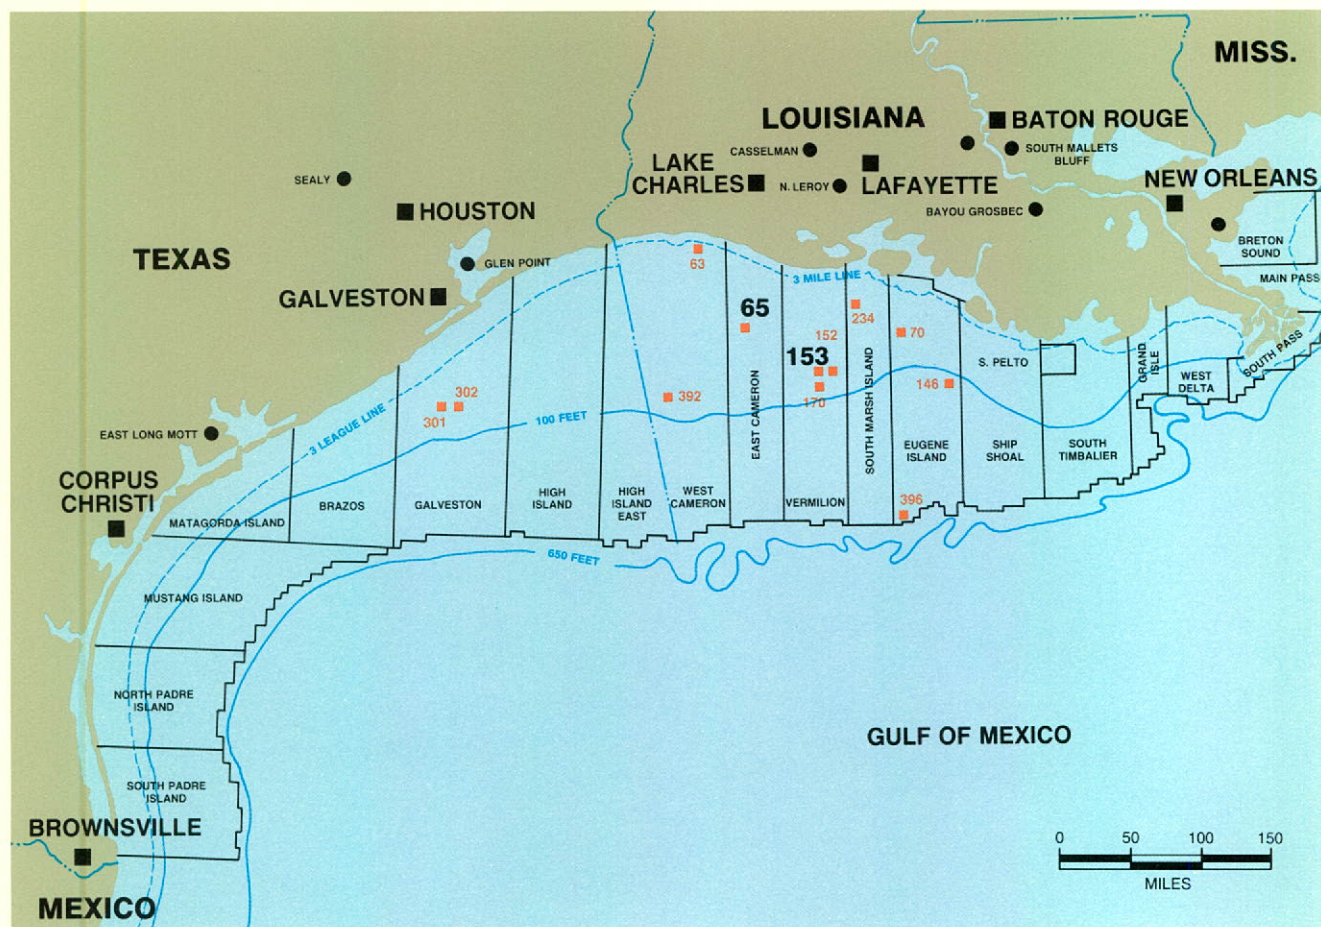 MISS.
LOUISIANA
BATON ROUGE
CASSELMAN
SOUTH MALLETS
BLUFF
LAKE
CHARLES
N. LEROY
LAFAYETTE
NEW ORLEANS
SEALY
HOUSTON
BAYOU GROSBEC
TEXAS
GLEN POINT
GALVESTON
BRETON
SOUND
MAIN PASS
63
3 MILE LINE
65
234
152
70
153
170
146
392
302
301
S. PELTO
GRAND
ISLE
WEST
DELTA
SOUTH PASS
3 LEAGUE LINE
100 FEET
EAST LONG MOTT
CORPUS
CHRISTI
MATAGORDA ISLAND
BRAZOS
GALVESTON
HIGH
ISLAND
HIGH
ISLAND
EAST
WEST
CAMERON
EAST CAMERON
VERMILION
SOUTH MARSH ISLAND
EUGENE
ISLAND
SHIP
SHOAL
SOUTH
TIMBALIER
396
650 FEET
MUSTANG ISLAND
NORTH PADRE
ISLAND
SOUTH PADRE
ISLAND
GULF OF MEXICO
BROWNSVILLE
MEXICO
0 50 100 150
MILES